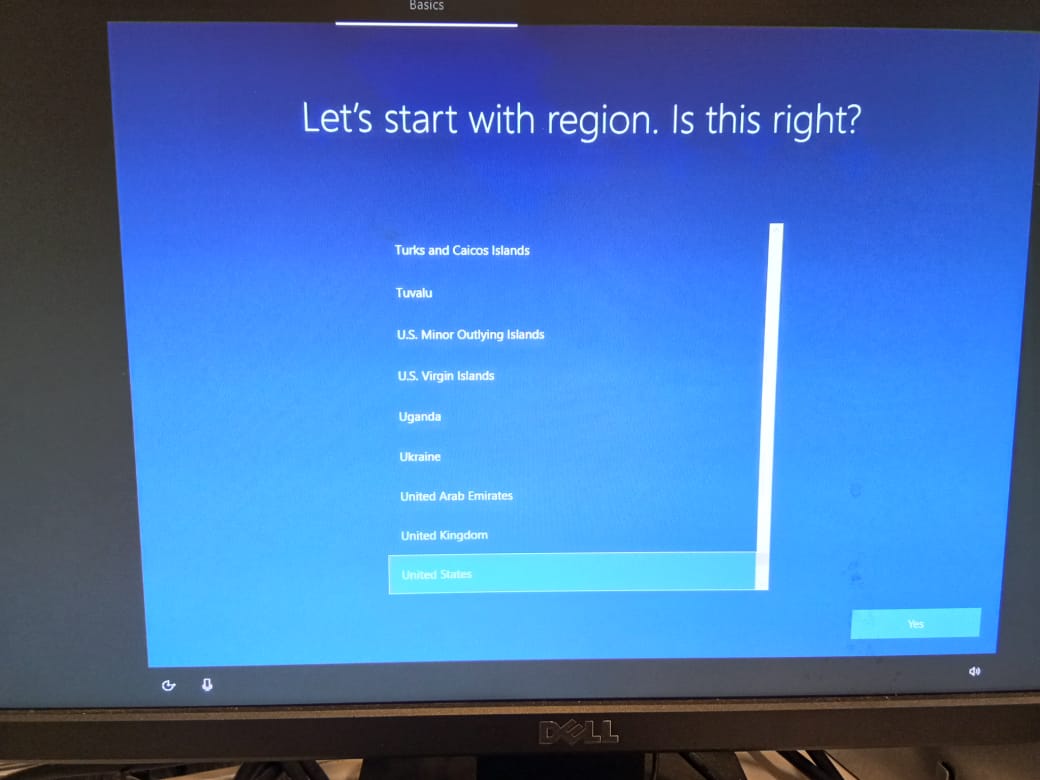 Basics
Let's start with region. Is this right?
Turks and Caicos Islands
Tuvalu
U.S. Minor Outlying Islands
U.S. Virgin Islands
Uganda
Ukraine
United Arab Emirates
United Kingdom
United States
Yes
DELL